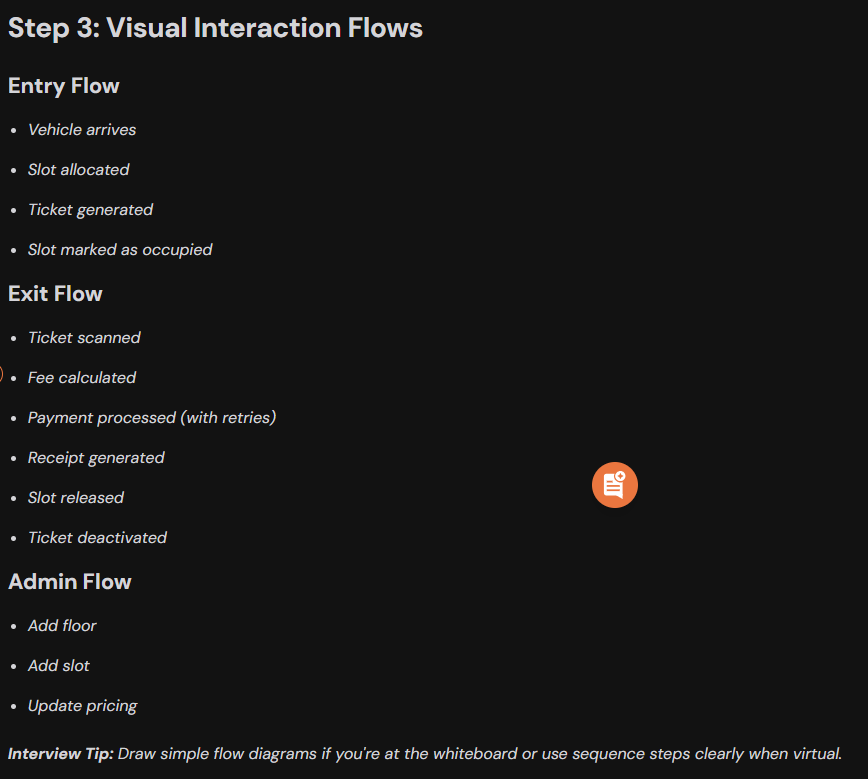 Step 3: Visual Interaction Flows
Entry Flow
• Vehicle arrives
• Slot allocated
• Ticket generated
• Slot marked as occupied
Exit Flow
• Ticket scanned
• Fee calculated
• Payment processed (with retries)
• Receipt generated
• Slot released
• Ticket deactivated
Admin Flow
• Add floor
• Add slot
• Update pricing
Interview Tip: Draw simple flow diagrams if you're at the whiteboard or use sequence steps clearly when virtual.